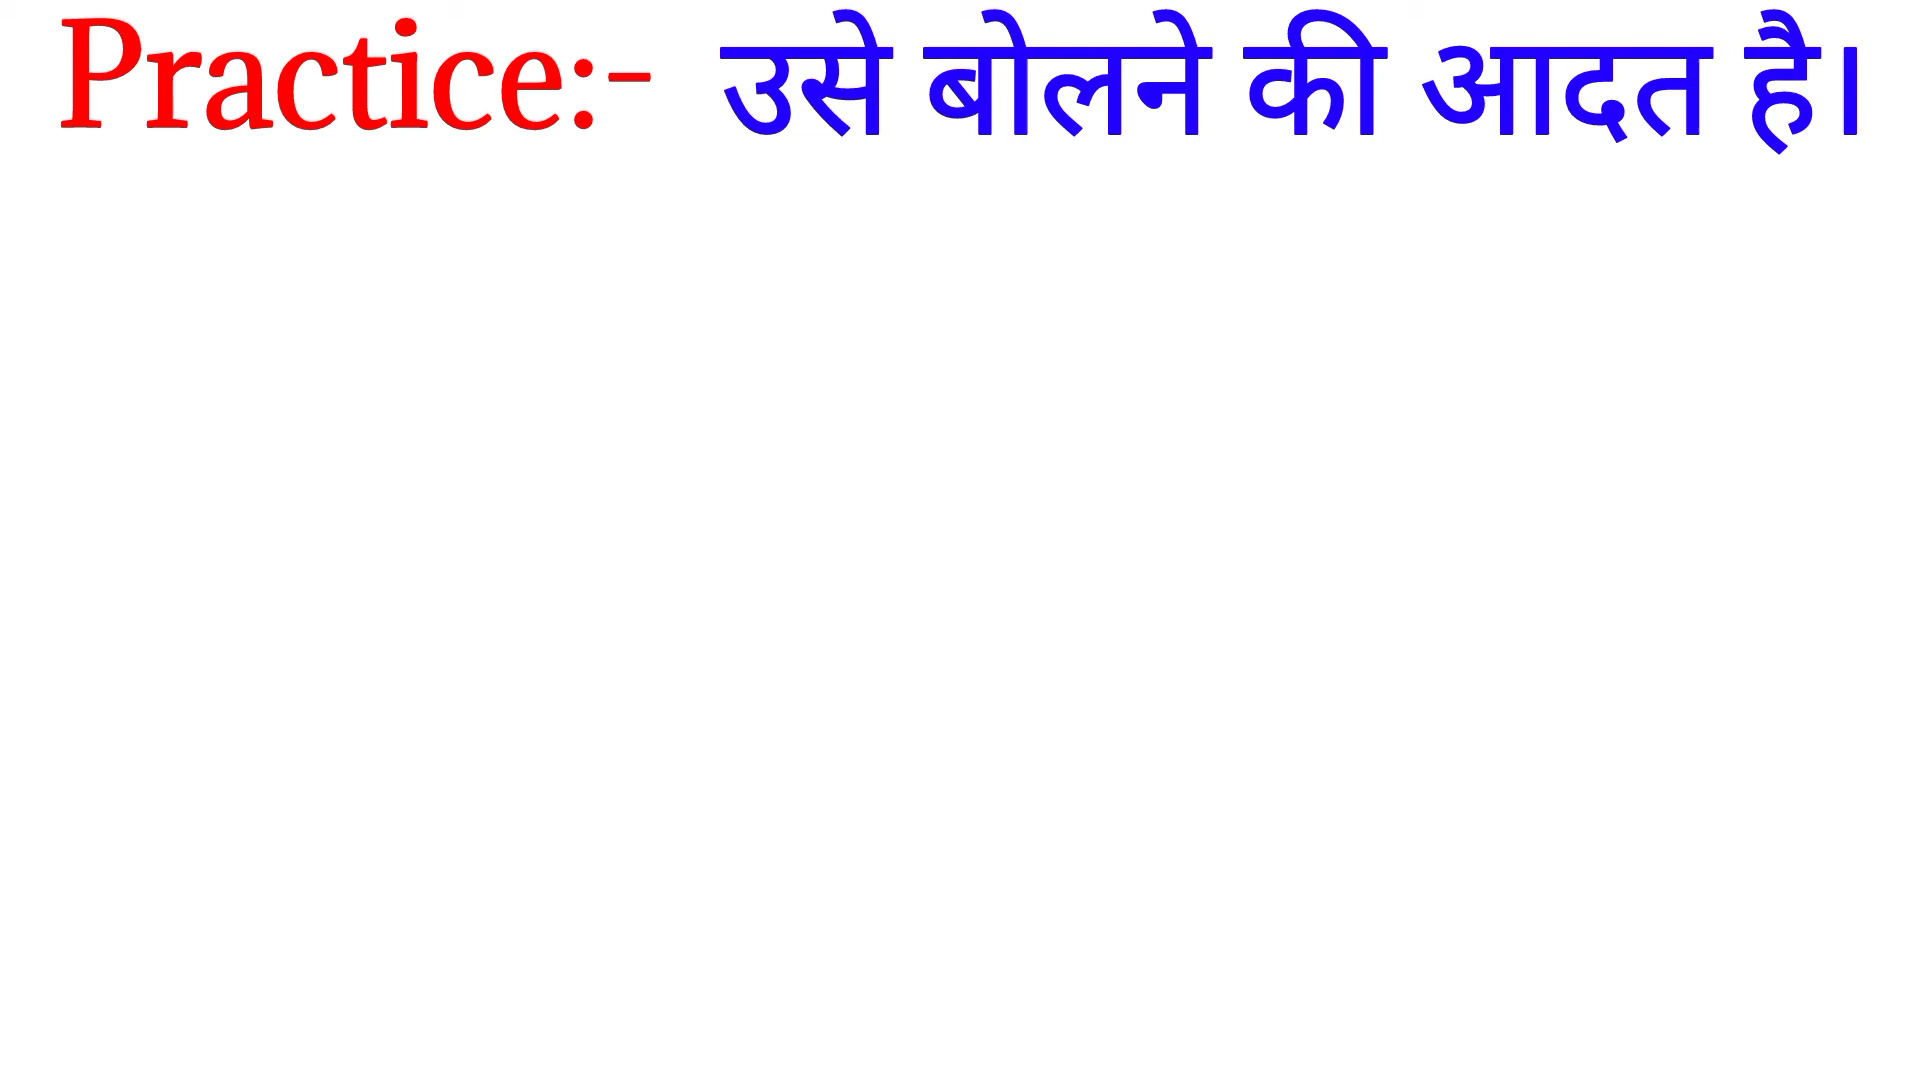 Practice:- उसे बोलने की आदत है।